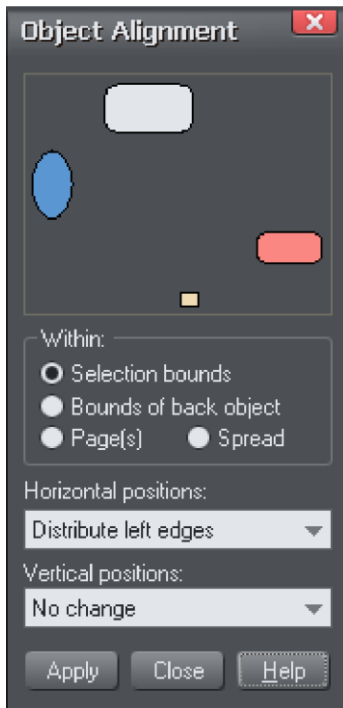 Object Alignment
Within:
Selection bounds
Bounds of back object
Page(s) Spread
Horizontal positions:
Distribute left edges
Vertical positions:
No change
Apply Close Help